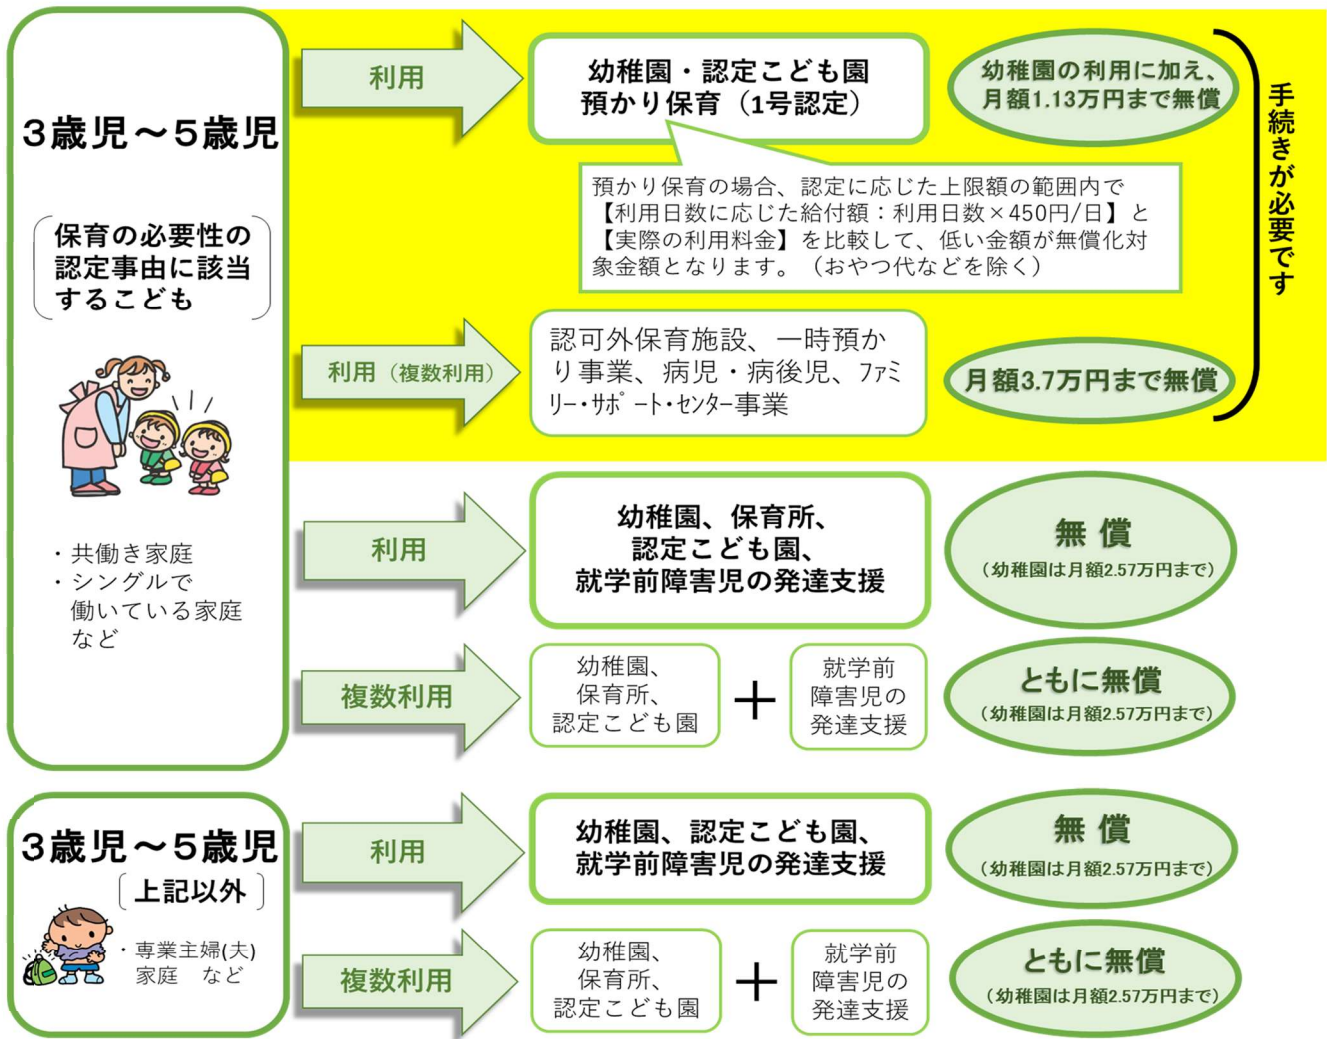 3歳児～5歳児
保育の必要性の
認定事由に該当
するこども
・共働き家庭
・シングルで
働いている家庭
など
利用
幼稚園・認定こども園
預かり保育（1号認定）
幼稚園の利用に加え、
月額1.13万円まで無償
預かり保育の場合、認定に応じた上限額の範囲内で
【利用日数に応じた給付額：利用日数×450円/日】と
【実際の利用料金】を比較して、低い金額が無償化対
象金額となります。（おやつ代などを除く）
利用（複数利用）
認可外保育施設、一時預か
り事業、病児・病後児、ﾌｧﾐ
ﾘｰ・ｻﾎﾟｰﾄ・ｾﾝﾀｰ事業
月額3.7万円まで無償
手続きが必要です
利用
幼稚園、保育所、
認定こども園、
就学前障害児の発達支援
無 償
（幼稚園は月額2.57万円まで）
複数利用
幼稚園、
保育所、
認定こども園
＋
就学前
障害児の
発達支援
ともに無償
（幼稚園は月額2.57万円まで）
3歳児～5歳児
上記以外
・専業主婦(夫)
家庭　など
利用
幼稚園、認定こども園、
就学前障害児の発達支援
無 償
（幼稚園は月額2.57万円まで）
複数利用
幼稚園、
保育所、
認定こども園
＋
就学前
障害児の
発達支援
ともに無償
（幼稚園は月額2.57万円まで）